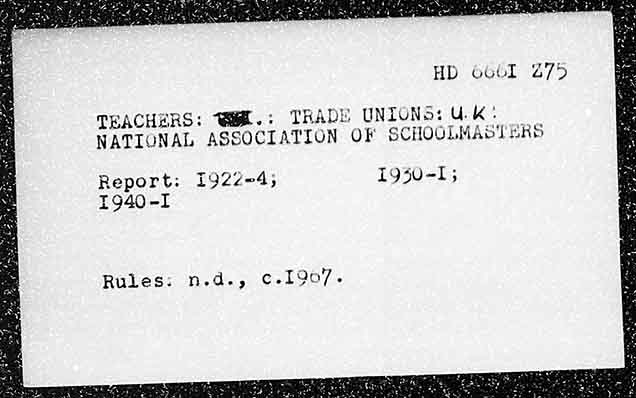 HD 6661 Z75
TEACHERS: .: TRADE UNIONS: U.K:
NATIONAL ASSOCIATION OF SCHOOLMASTERS
Report: I922-4; I930-I;
I940-I
Rules: n.d., c.I967.